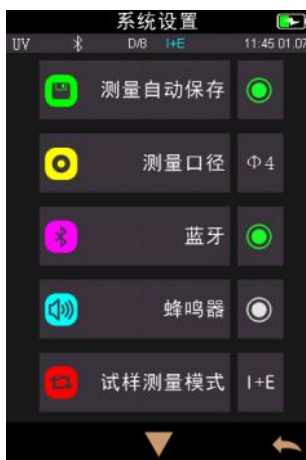 系统设置
UV D/8 I+E 11:45 01.07
测量自动保存
测量口径 Φ4
蓝牙
蜂鸣器
试样测量模式 I+E